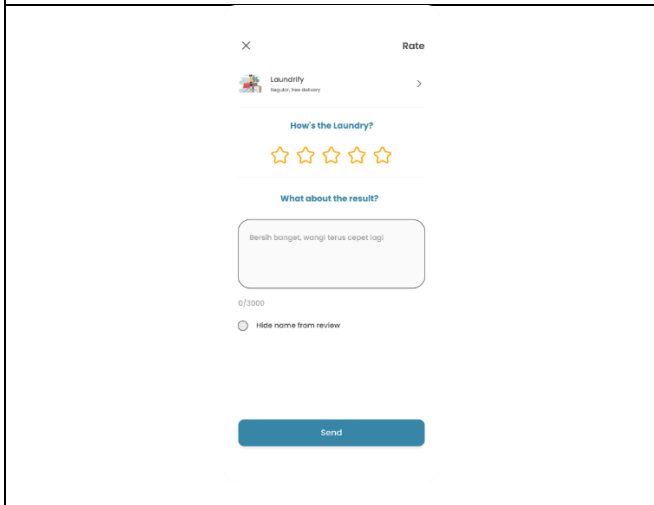 Rate
Laundrify
Regular, free delivery
How's the Laundry?
What about the result?
Bersih banget, wangi terus cepet lagi
0/3000
Hide name from review
Send